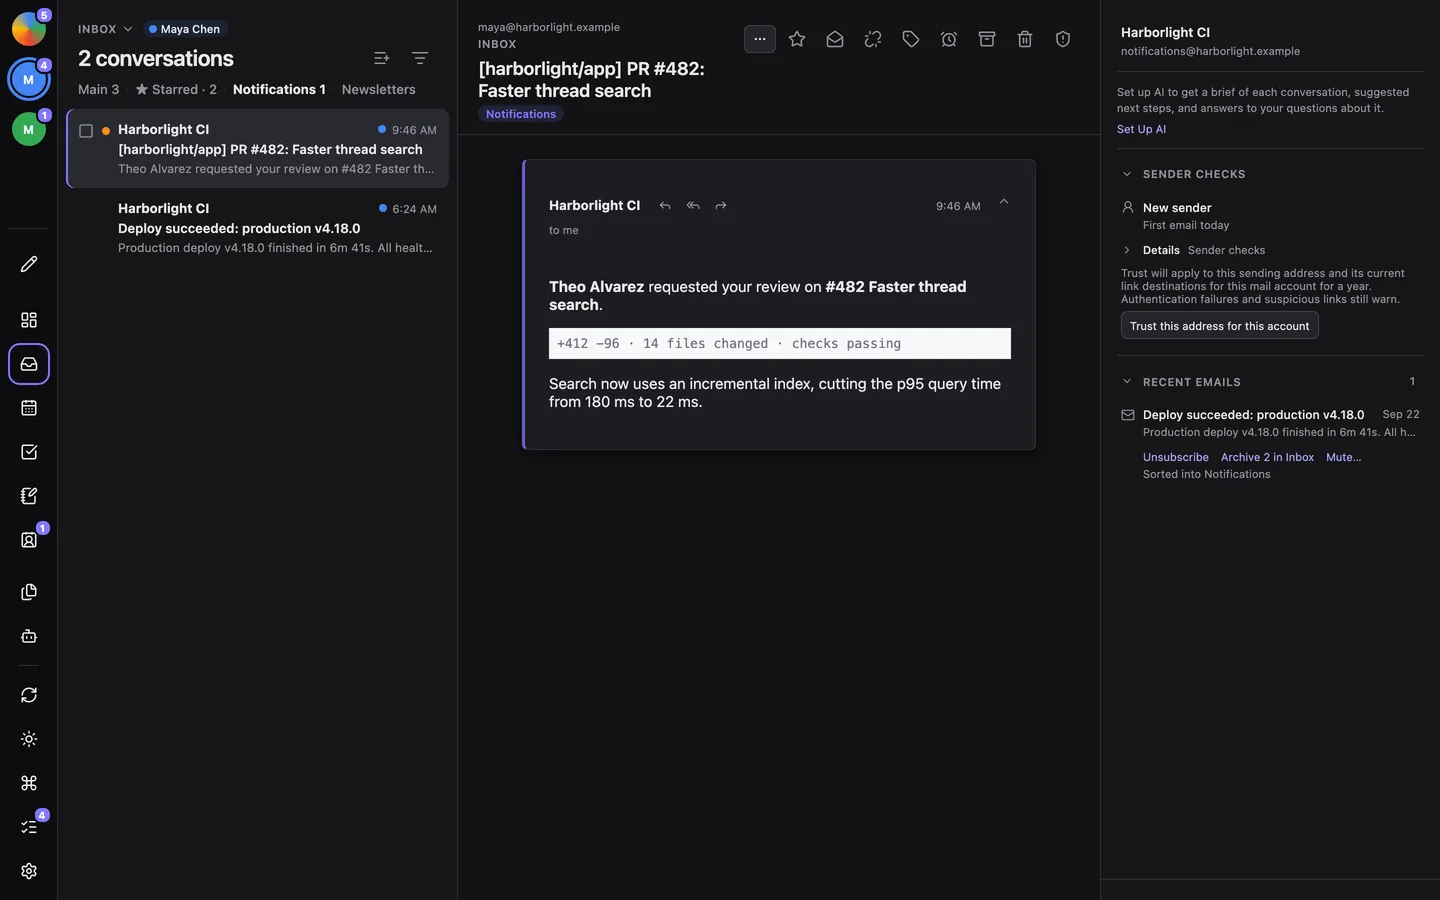 5
M
4
M
1
1
4
INBOX
Maya Chen
2 conversations
Main 3 · Starred · 2 · Notifications 1 · Newsletters
Harborlight CI
9:46 AM
[harborlight/app] PR #482: Faster thread search
Theo Alvarez requested your review on #482 Faster th...
Harborlight CI
6:24 AM
Deploy succeeded: production v4.18.0
Production deploy v4.18.0 finished in 6m 41s. All healt...
maya@harborlight.example
INBOX
[harborlight/app] PR #482:
Faster thread search
Notifications
Harborlight CI
9:46 AM
to me
Theo Alvarez requested your review on #482 Faster thread
search.
+412 −96 · 14 files changed · checks passing
Search now uses an incremental index, cutting the p95 query time
from 180 ms to 22 ms.
Harborlight CI
notifications@harborlight.example
Set up AI to get a brief of each conversation, suggested
next steps, and answers to your questions about it.
Set Up AI
SENDER CHECKS
New sender
First email today
Details Sender checks
Trust will apply to this sending address and its current
link destinations for this mail account for a year.
Authentication failures and suspicious links still warn.
Trust this address for this account
RECENT EMAILS
1
Deploy succeeded: production v4.18.0
Sep 22
Production deploy v4.18.0 finished in 6m 41s. All h...
Unsubscribe Archive 2 in Inbox Mute...
Sorted into Notifications